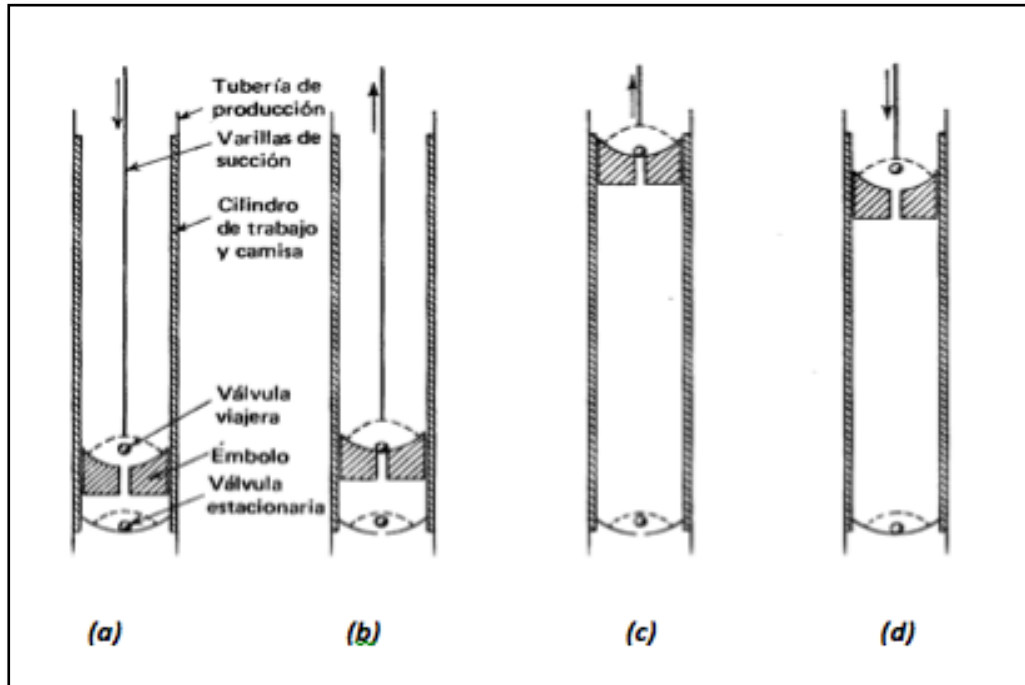 Tubería de
producción
Varillas de
succión
Cilindro
de trabajo
y camisa
Válvula
viajera
Émbolo
Válvula
estacionaria
(a)
(b)
(c)
(d)